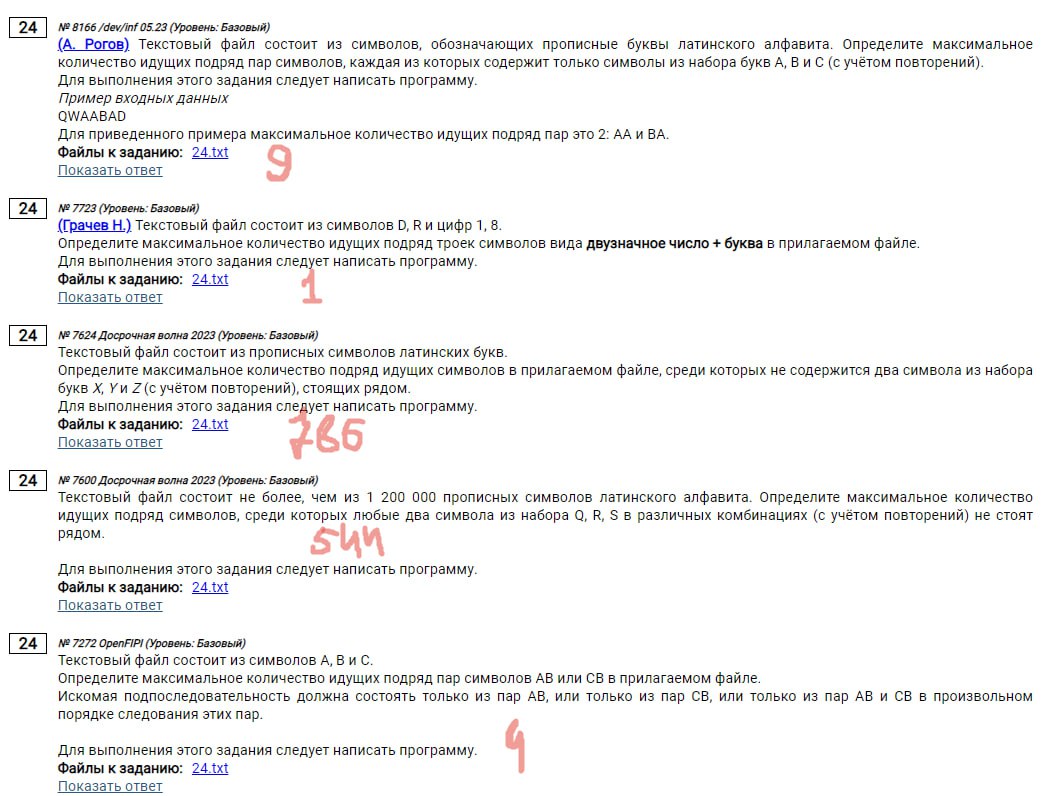 24
№ 8166 /dev/inf 05.23 (Уровень: Базовый)
(А. Рогов) Текстовый файл состоит из символов, обозначающих прописные буквы латинского алфавита. Определите максимальное
количество идущих подряд пар символов, каждая из которых содержит только символы из набора букв A, B и C (с учётом повторений).
Для выполнения этого задания следует написать программу.
Пример входных данных
QWAABAD
Для приведенного примера максимальное количество идущих подряд пар это 2: AA и BA.
Файлы к заданию: 24.txt
Показать ответ
9
24
№ 7723 (Уровень: Базовый)
(Грачев Н.) Текстовый файл состоит из символов D, R и цифр 1, 8.
Определите максимальное количество идущих подряд троек символов вида двузначное число + буква в прилагаемом файле.
Для выполнения этого задания следует написать программу.
Файлы к заданию: 24.txt
Показать ответ
1
24
№ 7624 Досрочная волна 2023 (Уровень: Базовый)
Текстовый файл состоит из прописных символов латинских букв.
Определите максимальное количество подряд идущих символов в прилагаемом файле, среди которых не содержится два символа из набора
букв X, Y и Z (с учётом повторений), стоящих рядом.
Для выполнения этого задания следует написать программу.
Файлы к заданию: 24.txt
Показать ответ
786
24
№ 7600 Досрочная волна 2023 (Уровень: Базовый)
Текстовый файл состоит не более, чем из 1 200 000 прописных символов латинского алфавита. Определите максимальное количество
идущих подряд символов, среди которых любые два символа из набора Q, R, S в различных комбинациях (с учётом повторений) не стоят
рядом.
544
Для выполнения этого задания следует написать программу.
Файлы к заданию: 24.txt
Показать ответ
24
№ 7272 OpenFIPI (Уровень: Базовый)
Текстовый файл состоит из символов A, B и C.
Определите максимальное количество идущих подряд пар символов AB или CB в прилагаемом файле.
Искомая подпоследовательность должна состоять только из пар AB, или только из пар CB, или только из пар AB и CB в произвольном
порядке следования этих пар.
Для выполнения этого задания следует написать программу.
4
Файлы к заданию: 24.txt
Показать ответ